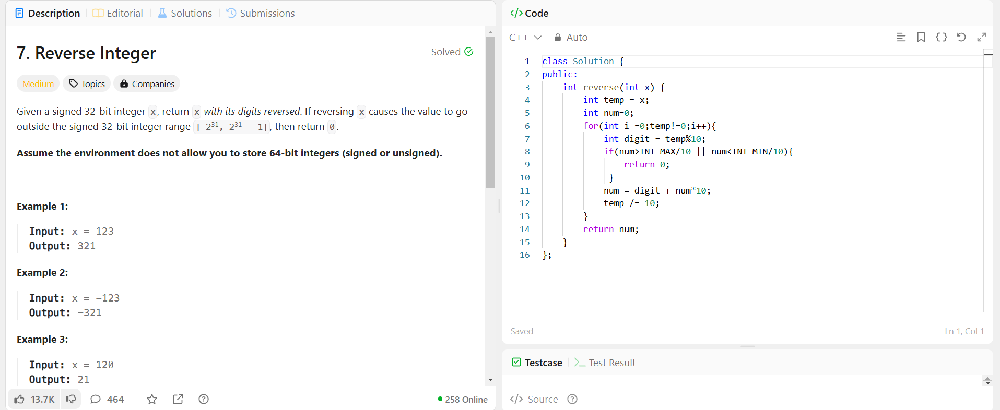 Description
Editorial
Solutions
Submissions
7. Reverse Integer
Solved
Medium
Topics
Companies
Given a signed 32-bit integer x, return x with its digits reversed. If reversing x causes the value to go
outside the signed 32-bit integer range [-2³¹, 2³¹ - 1], then return 0.
Assume the environment does not allow you to store 64-bit integers (signed or unsigned).
Example 1:
Input: x = 123
Output: 321
Example 2:
Input: x = -123
Output: -321
Example 3:
Input: x = 120
Output: 21
13.7K
464
258 Online
</> Code
C++
Auto
1 class Solution {
2 public:
3     int reverse(int x) {
4         int temp = x;
5         int num=0;
6         for(int i =0;temp!=0;i++){
7             int digit = temp%10;
8             if(num>INT_MAX/10 || num<INT_MIN/10){
9                 return 0;
10              }
11             num = digit + num*10;
12             temp /= 10;
13         }
14         return num;
15     }
16 };
Saved
Ln 1, Col 1
Testcase
Test Result
</> Source